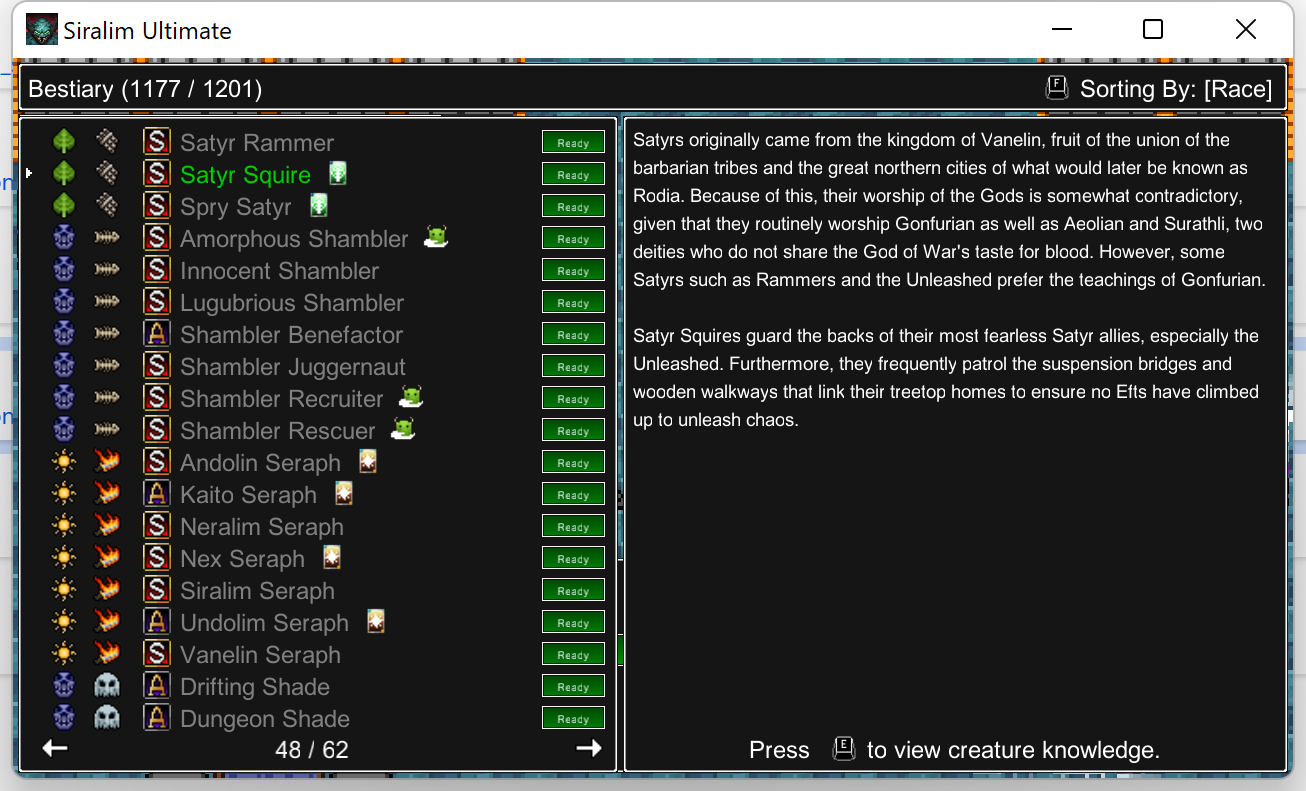 Siralim Ultimate
Bestiary (1177 / 1201)
F Sorting By: [Race]
S Satyr Rammer Ready
S Satyr Squire Ready
S Spry Satyr Ready
S Amorphous Shambler Ready
S Innocent Shambler Ready
S Lugubrious Shambler Ready
A Shambler Benefactor Ready
S Shambler Juggernaut Ready
S Shambler Recruiter Ready
S Shambler Rescuer Ready
S Andolin Seraph Ready
A Kaito Seraph Ready
S Neralim Seraph Ready
S Nex Seraph Ready
S Siralim Seraph Ready
A Undolim Seraph Ready
S Vanelin Seraph Ready
A Drifting Shade Ready
A Dungeon Shade Ready
48 / 62
Satyrs originally came from the kingdom of Vanelin, fruit of the union of the
barbarian tribes and the great northern cities of what would later be known as
Rodia. Because of this, their worship of the Gods is somewhat contradictory,
given that they routinely worship Gonfurian as well as Aeolian and Surathli, two
deities who do not share the God of War's taste for blood. However, some
Satyrs such as Rammers and the Unleashed prefer the teachings of Gonfurian.
Satyr Squires guard the backs of their most fearless Satyr allies, especially the
Unleashed. Furthermore, they frequently patrol the suspension bridges and
wooden walkways that link their treetop homes to ensure no Efts have climbed
up to unleash chaos.
Press E to view creature knowledge.